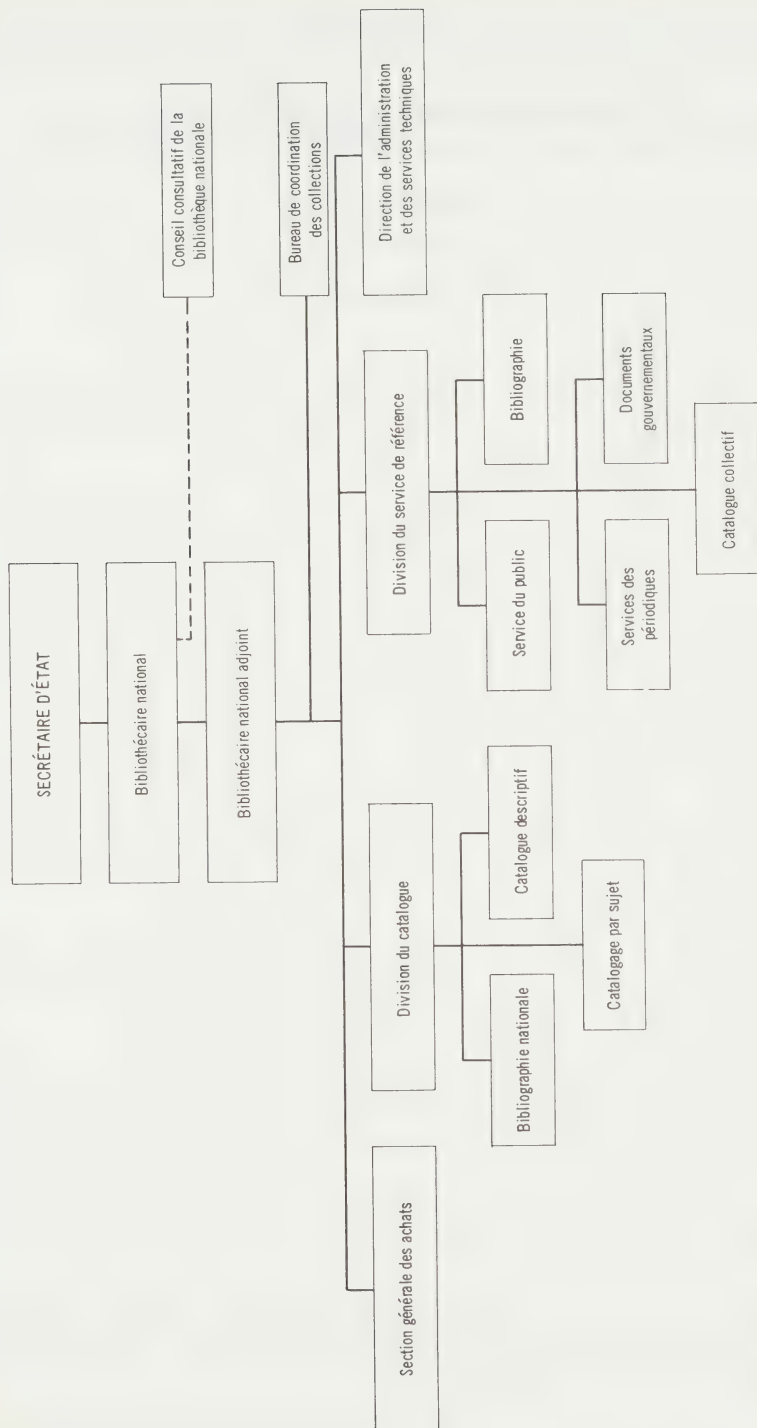 SECRÉTAIRE D'ÉTAT
Bibliothécaire national
Conseil consultatif de la
bibliothèque nationale
Bibliothécaire national adjoint
Bureau de coordination
des collections
Section générale des achats
Division du catalogue
Division du service de référence
Direction de l'administration
et des services techniques
Bibliographie nationale
Catalogue descriptif
Catalogage par sujet
Service du public
Bibliographie
Services des
périodiques
Documents
gouvernementaux
Catalogue collectif